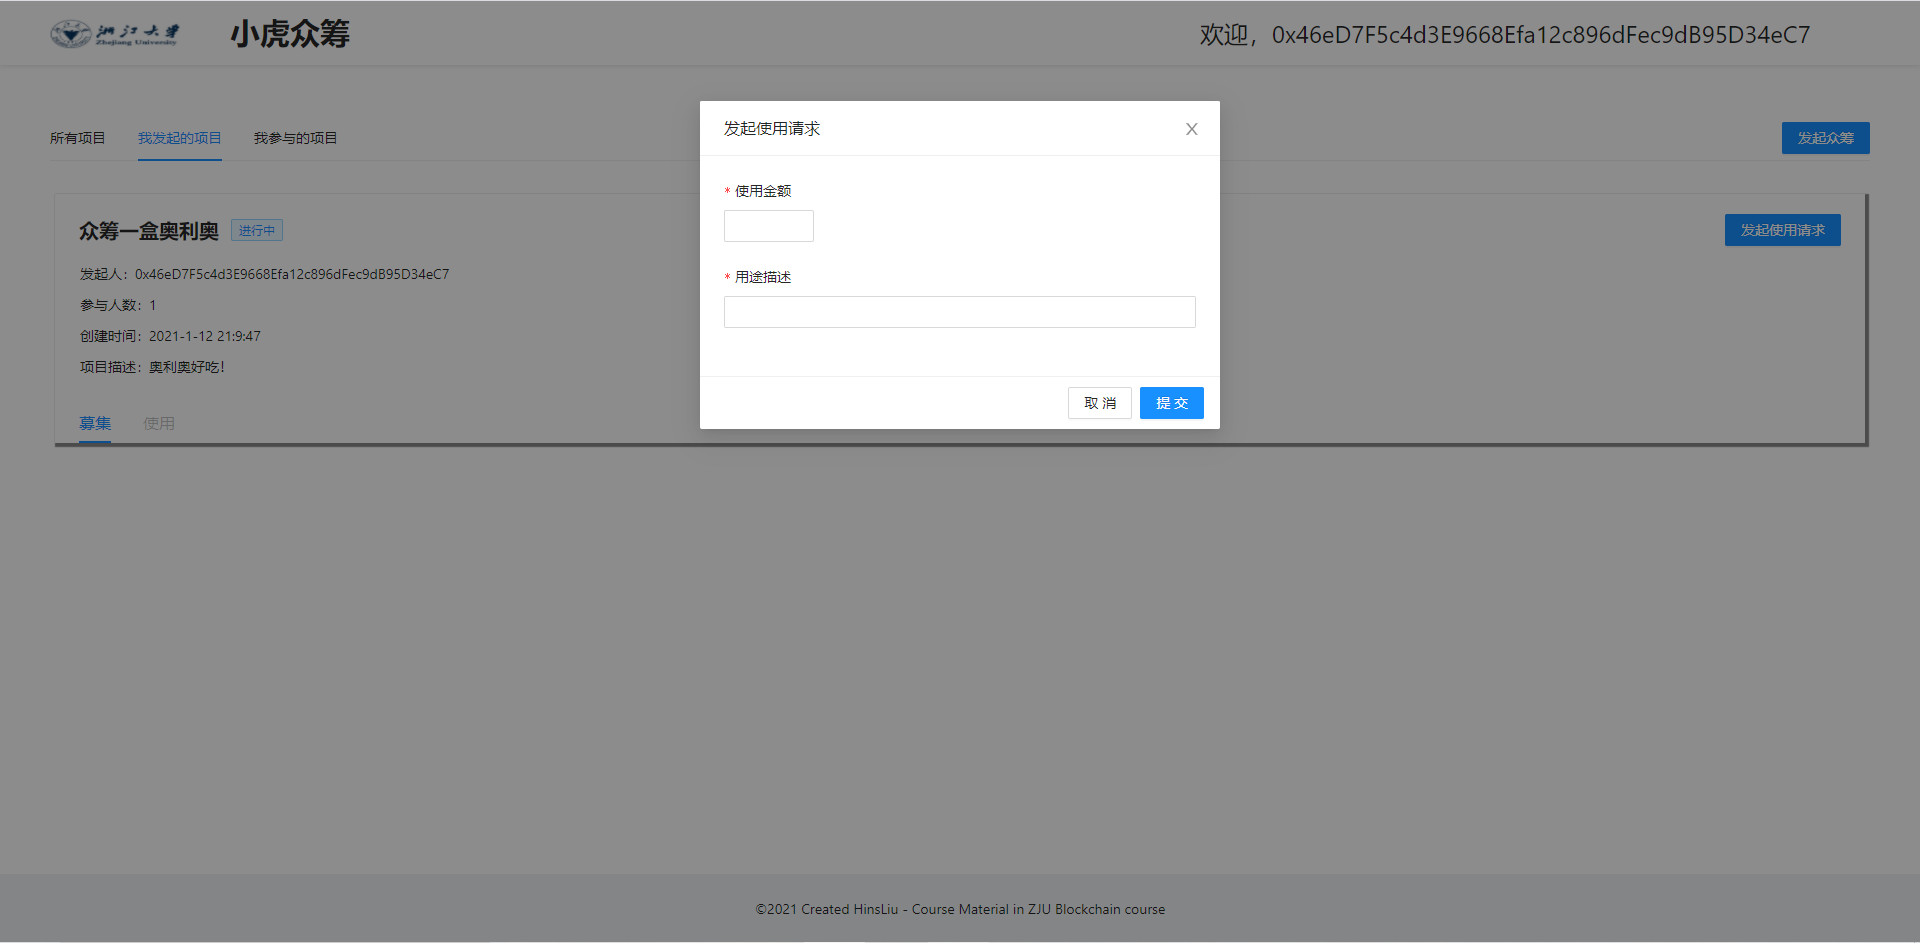 浙江大学
Zhejiang University
小虎众筹
欢迎，0x46eD7F5c4d3E9668Efa12c896dFec9dB95D34eC7
所有项目
我发起的项目
我参与的项目
发起众筹
众筹一盒奥利奥
进行中
发起使用请求
发起人：0x46eD7F5c4d3E9668Efa12c896dFec9dB95D34eC7
参与人数：1
创建时间：2021-1-12 21:9:47
项目描述：奥利奥好吃！
募集
使用
发起使用请求
* 使用金额
* 用途描述
取 消
提 交
©2021 Created HinsLiu - Course Material in ZJU Blockchain course